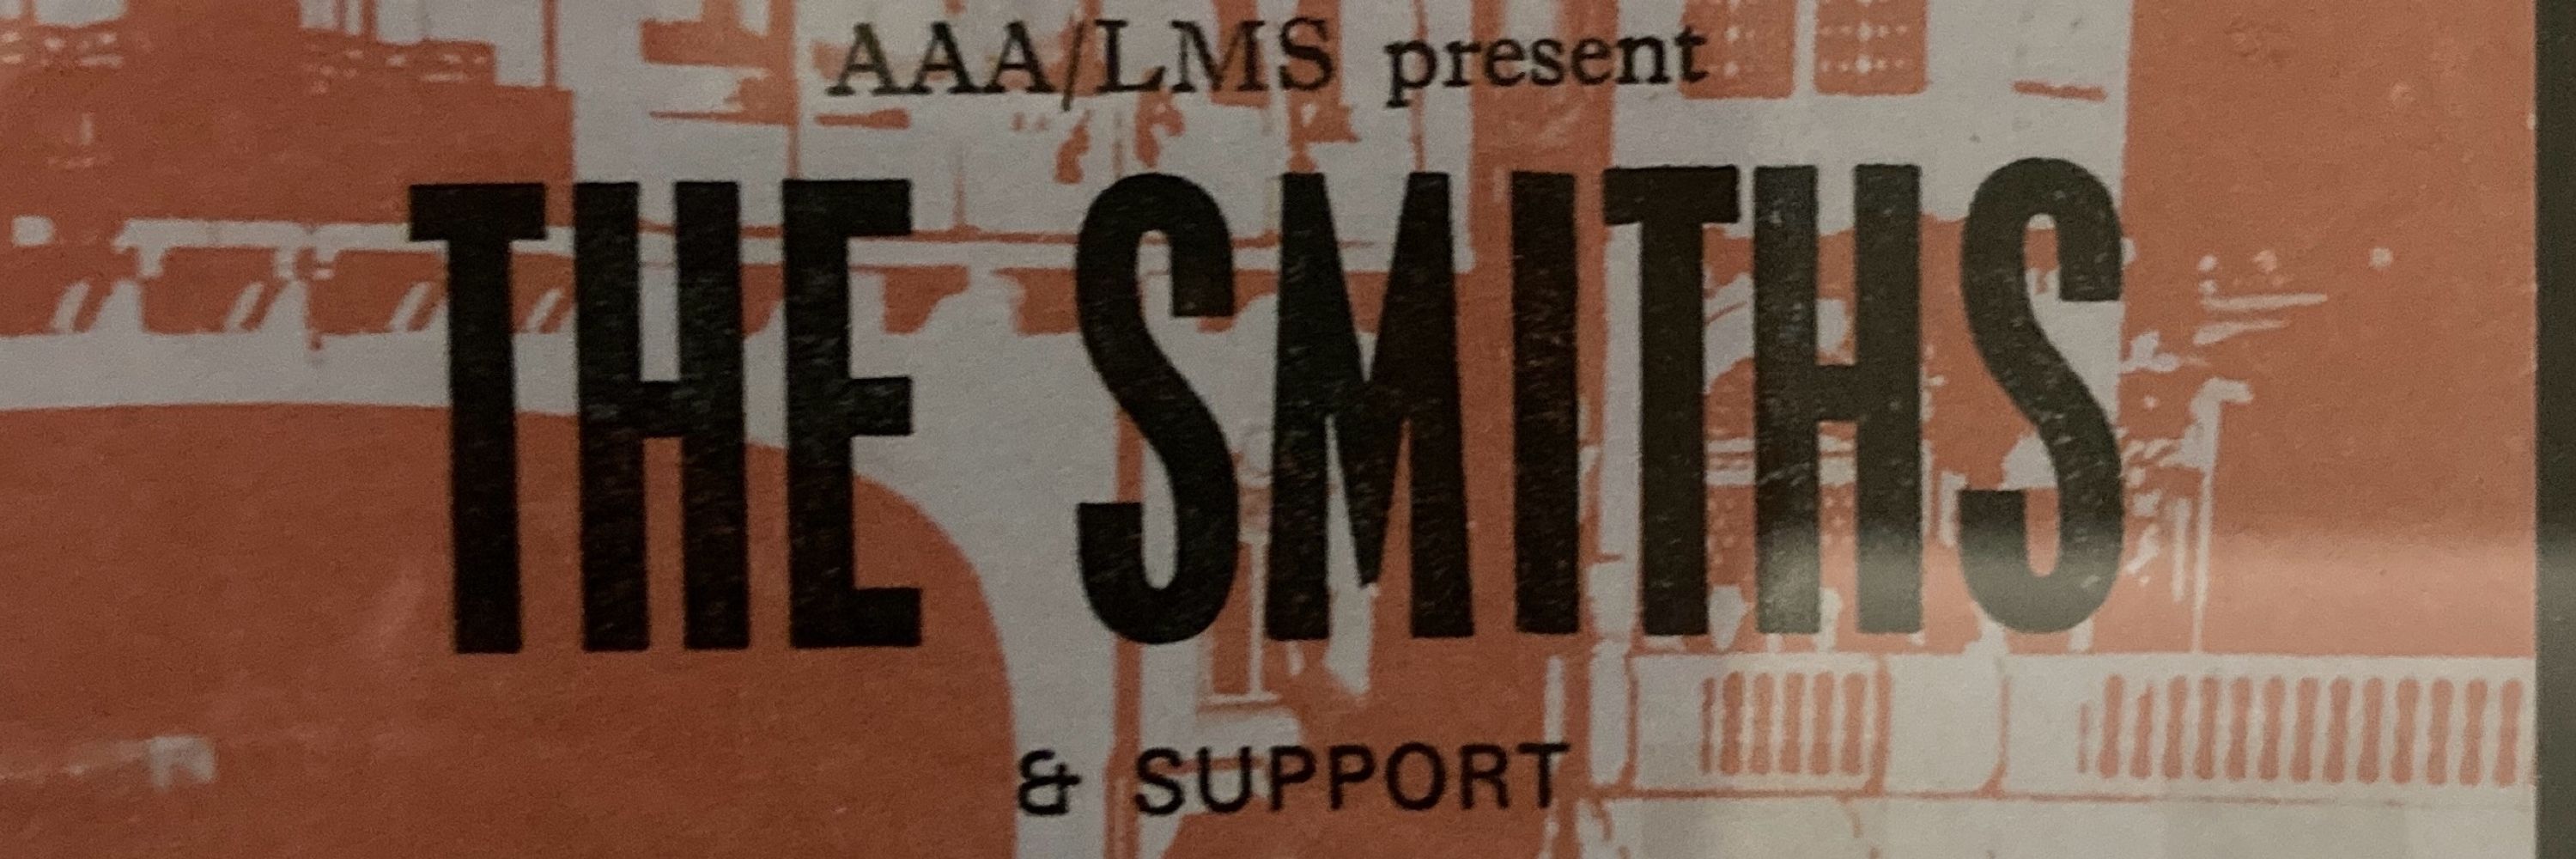 AAA/LMS present
THE SMITHS
& SUPPORT